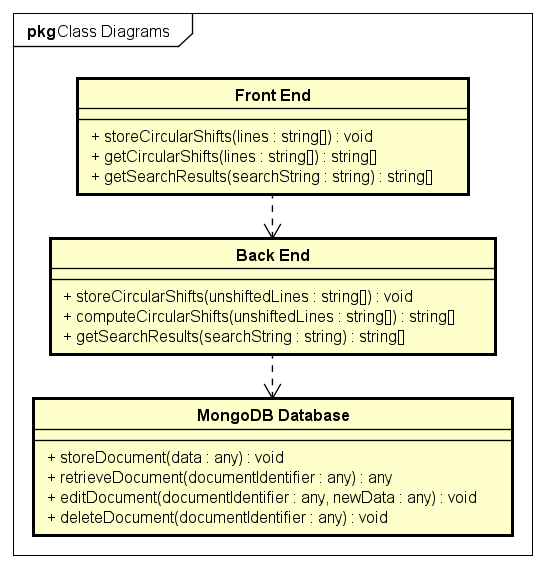 pkg Class Diagrams
Front End
+ storeCircularShifts(lines : string[]) : void
+ getCircularShifts(lines : string[]) : string[]
+ getSearchResults(searchString : string) : string[]
Back End
+ storeCircularShifts(unshiftedLines : string[]) : void
+ computeCircularShifts(unshiftedLines : string[]) : string[]
+ getSearchResults(searchString : string) : string[]
MongoDB Database
+ storeDocument(data : any) : void
+ retrieveDocument(documentIdentifier : any) : any
+ editDocument(documentIdentifier : any, newData : any) : void
+ deleteDocument(documentIdentifier : any) : void